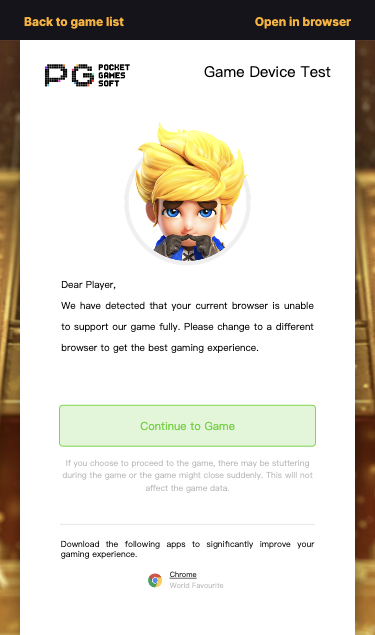 Back to game list
Open in browser
PG POCKET GAMES SOFT
Game Device Test
Dear Player,
We have detected that your current browser is unable
to support our game fully. Please change to a different
browser to get the best gaming experience.
Continue to Game
If you choose to proceed to the game, there may be stuttering
during the game or the game might close suddenly. This will not
affect the game data.
Download the following apps to significantly improve your
gaming experience.
Chrome
World Favourite